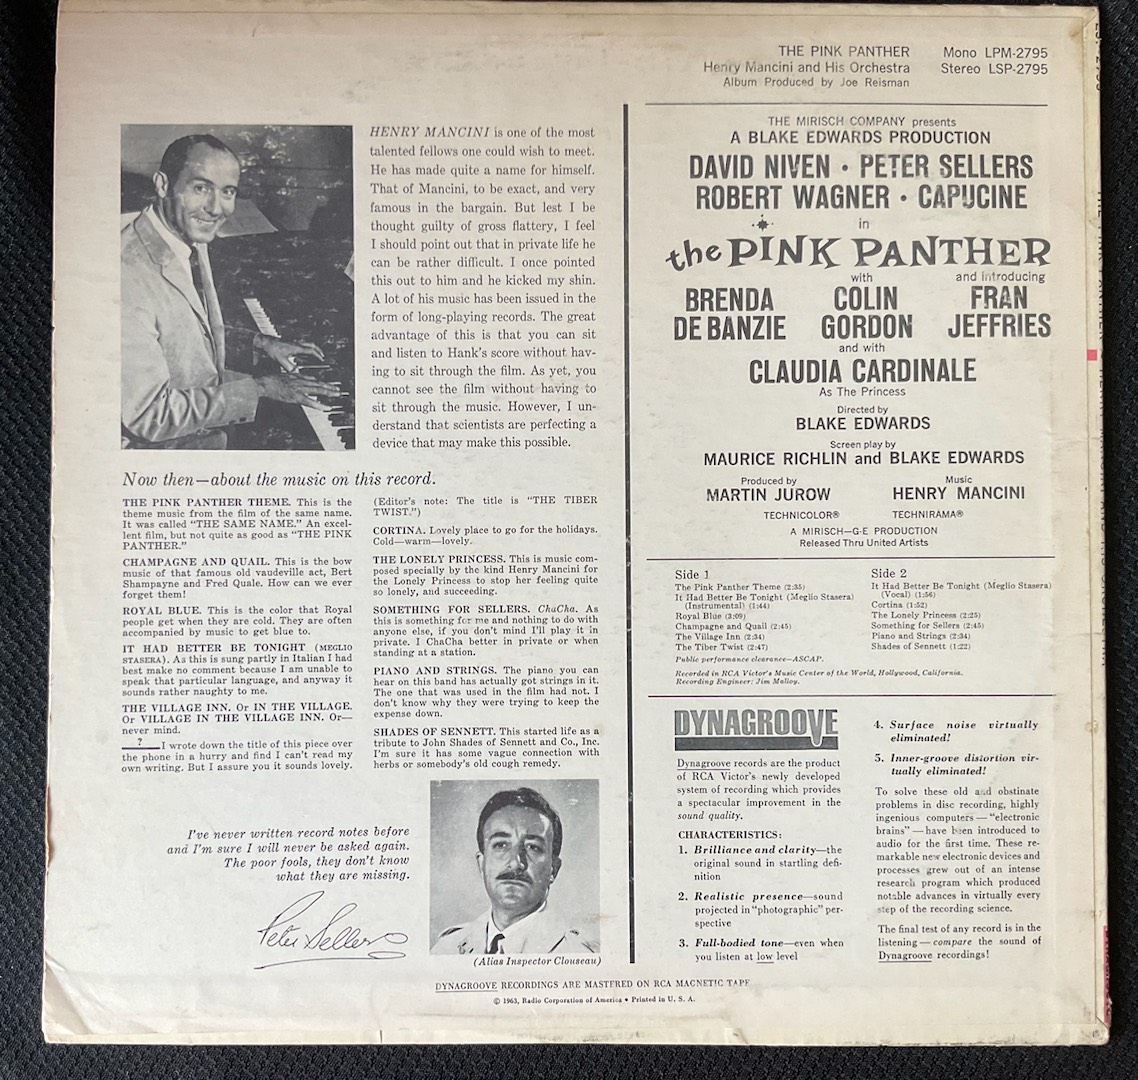 THE PINK PANTHER
Henry Mancini and His Orchestra
Album Produced by Joe Reisman
Mono LPM-2795
Stereo LSP-2795
HENRY MANCINI is one of the most
talented fellows one could wish to meet.
He has made quite a name for himself.
That of Mancini, to be exact, and very
famous in the bargain. But lest I be
thought guilty of gross flattery, I feel
I should point out that in private life he
can be rather difficult. I once pointed
this out to him and he kicked my shin.
A lot of his music has been issued in the
form of long-playing records. The great
advantage of this is that you can sit
and listen to Hank's score without hav-
ing to sit through the film. As yet, you
cannot see the film without having to
sit through the music. However, I un-
derstand that scientists are perfecting a
device that may make this possible.
Now then—about the music on this record.
THE PINK PANTHER THEME. This is the
theme music from the film of the same name.
It was called "THE SAME NAME." An excel-
lent film, but not quite as good as "THE PINK
PANTHER."
CHAMPAGNE AND QUAIL. This is the bow
music of that famous old vaudeville act, Bert
Shampayne and Fred Quale. How can we ever
forget them!
ROYAL BLUE. This is the color that Royal
people get when they are cold. They are often
accompanied by music to get blue to.
IT HAD BETTER BE TONIGHT (MEGLIO
STASERA). As this is sung partly in Italian I had
best make no comment because I am unable to
speak that particular language, and anyway it
sounds rather naughty to me.
THE VILLAGE INN. Or IN THE VILLAGE.
Or VILLAGE IN THE VILLAGE INN. Or—
never mind.
? I wrote down the title of this piece over
the phone in a hurry and find I can't read my
own writing. But I assure you it sounds lovely.
(Editor's note: The title is "THE TIBER
TWIST.")
CORTINA. Lovely place to go for the holidays.
Cold—warm—lovely.
THE LONELY PRINCESS. This is music com-
posed specially by the kind Henry Mancini for
the Lonely Princess to stop her feeling quite
so lonely, and succeeding.
SOMETHING FOR SELLERS. ChaCha. As
this is something for me and nothing to do with
anyone else, if you don't mind I'll play it in
private. I ChaCha better in private or when
standing at a station.
PIANO AND STRINGS. The piano you can
hear on this band has actually got strings in it.
The one that was used in the film had not. I
don't know why they were trying to keep the
expense down.
SHADES OF SENNETT. This started life as a
tribute to John Shades of Sennett and Co., Inc.
I'm sure it has some vague connection with
herbs or somebody's old cough remedy.
I've never written record notes before
and I'm sure I will never be asked again.
The poor fools, they don't know
what they are missing.
Peter Sellers
(Alias Inspector Clouseau)
THE MIRISCH COMPANY presents
A BLAKE EDWARDS PRODUCTION
DAVID NIVEN • PETER SELLERS
ROBERT WAGNER • CAPUCINE
in
the PINK PANTHER
with
and introducing
BRENDA DE BANZIE
COLIN GORDON
FRAN JEFFRIES
and with
CLAUDIA CARDINALE
As The Princess
Directed by
BLAKE EDWARDS
Screen play by
MAURICE RICHLIN and BLAKE EDWARDS
Produced by
MARTIN JUROW
Music
HENRY MANCINI
TECHNICOLOR® TECHNIRAMA®
A MIRISCH—G-E PRODUCTION
Released Thru United Artists
Side 1
The Pink Panther Theme (2:35)
It Had Better Be Tonight (Meglio Stasera)
(Instrumental) (1:44)
Royal Blue (3:09)
Champagne and Quail (2:45)
The Village Inn (2:34)
The Tiber Twist (2:47)
Side 2
It Had Better Be Tonight (Meglio Stasera)
(Vocal) (1:56)
Cortina (1:52)
The Lonely Princess (2:25)
Something for Sellers (2:45)
Piano and Strings (2:34)
Shades of Sennett (1:22)
Public performance clearance—ASCAP.
Recorded in RCA Victor's Music Center of the World, Hollywood, California.
Recording Engineer: Jim Malloy.
DYNAGROOVE
Dynagroove records are the product
of RCA Victor's newly developed
system of recording which provides
a spectacular improvement in the
sound quality.
CHARACTERISTICS:
1. Brilliance and clarity—the
original sound in startling defi-
nition
2. Realistic presence—sound
projected in "photographic" per-
spective
3. Full-bodied tone—even when
you listen at low level
4. Surface noise virtually
eliminated!
5. Inner-groove distortion vir-
tually eliminated!
To solve these old and obstinate
problems in disc recording, highly
ingenious computers—"electronic
brains"—have been introduced to
audio for the first time. These re-
markable new electronic devices and
processes grew out of an intense
research program which produced
notable advances in virtually every
step of the recording science.
The final test of any record is in the
listening—compare the sound of
Dynagroove recordings!
DYNAGROOVE RECORDINGS ARE MASTERED ON RCA MAGNETIC TAPE
© 1963, Radio Corporation of America • Printed in U. S. A.